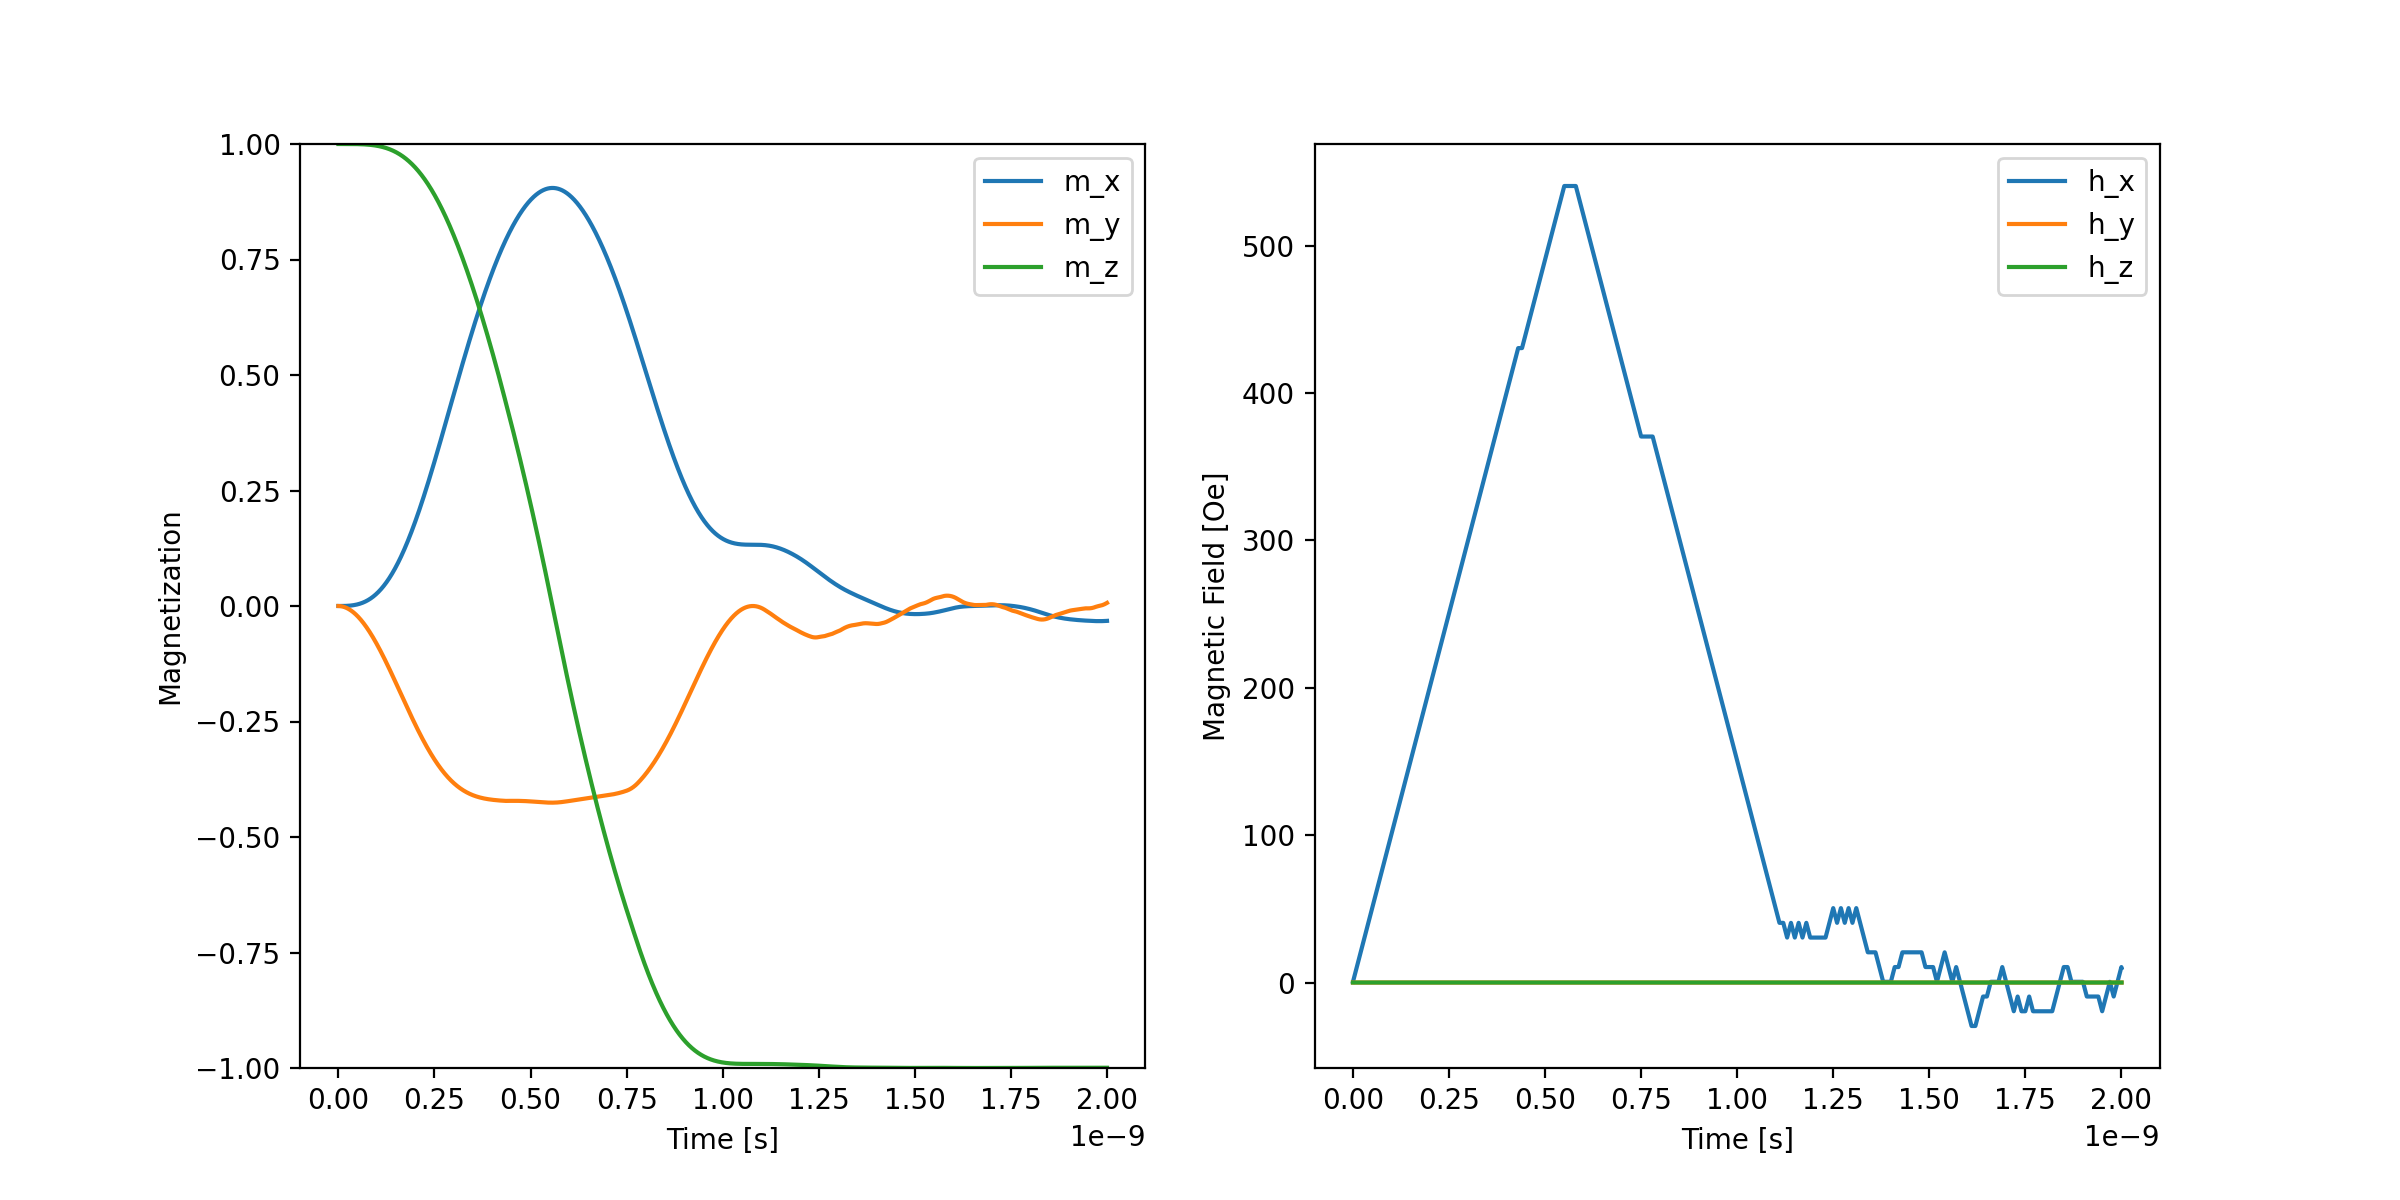 1.00
0.75
0.50
0.25
0.00
−0.25
−0.50
−0.75
−1.00
Magnetization
m_x
m_y
m_z
0.00 0.25 0.50 0.75 1.00 1.25 1.50 1.75 2.00
Time [s]
1e−9
500
400
300
200
100
0
Magnetic Field [Oe]
h_x
h_y
h_z
0.00 0.25 0.50 0.75 1.00 1.25 1.50 1.75 2.00
Time [s]
1e−9